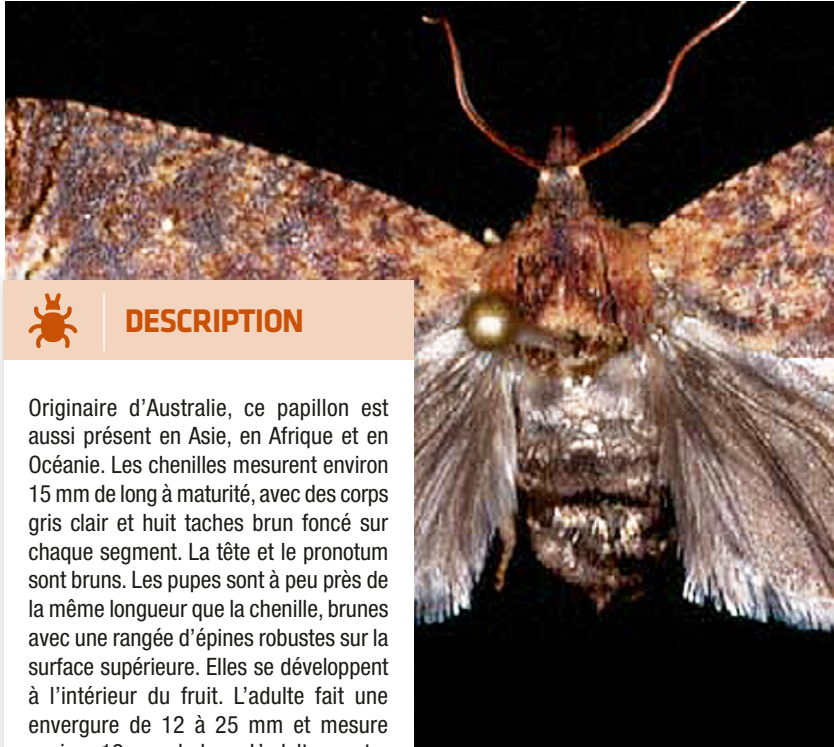 DESCRIPTION
Originaire d'Australie, ce papillon est
aussi présent en Asie, en Afrique et en
Océanie. Les chenilles mesurent environ
15 mm de long à maturité, avec des corps
gris clair et huit taches brun foncé sur
chaque segment. La tête et le pronotum
sont bruns. Les pupes sont à peu près de
la même longueur que la chenille, brunes
avec une rangée d'épines robustes sur la
surface supérieure. Elles se développent
à l'intérieur du fruit. L'adulte fait une
envergure de 12 à 25 mm et mesure